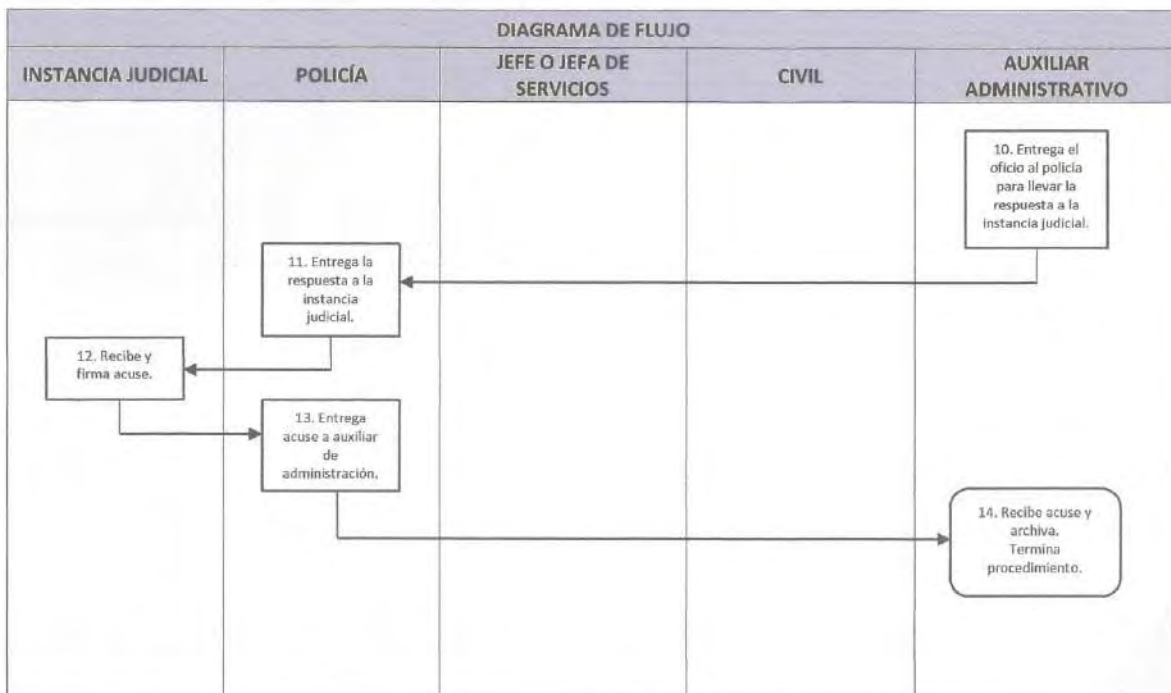 DIAGRAMA DE FLUJO
INSTANCIA JUDICIAL
POLICÍA
JEFE O JEFA DE
SERVICIOS
CIVIL
AUXILIAR
ADMINISTRATIVO
10. Entrega el
oficio al policía
para llevar la
respuesta a la
instancia judicial.
11. Entrega la
respuesta a la
instancia
judicial.
12. Recibe y
firma acuse.
13. Entrega
acuse a auxiliar
de
administración.
14. Recibe acuse y
archiva.
Termina
procedimiento.